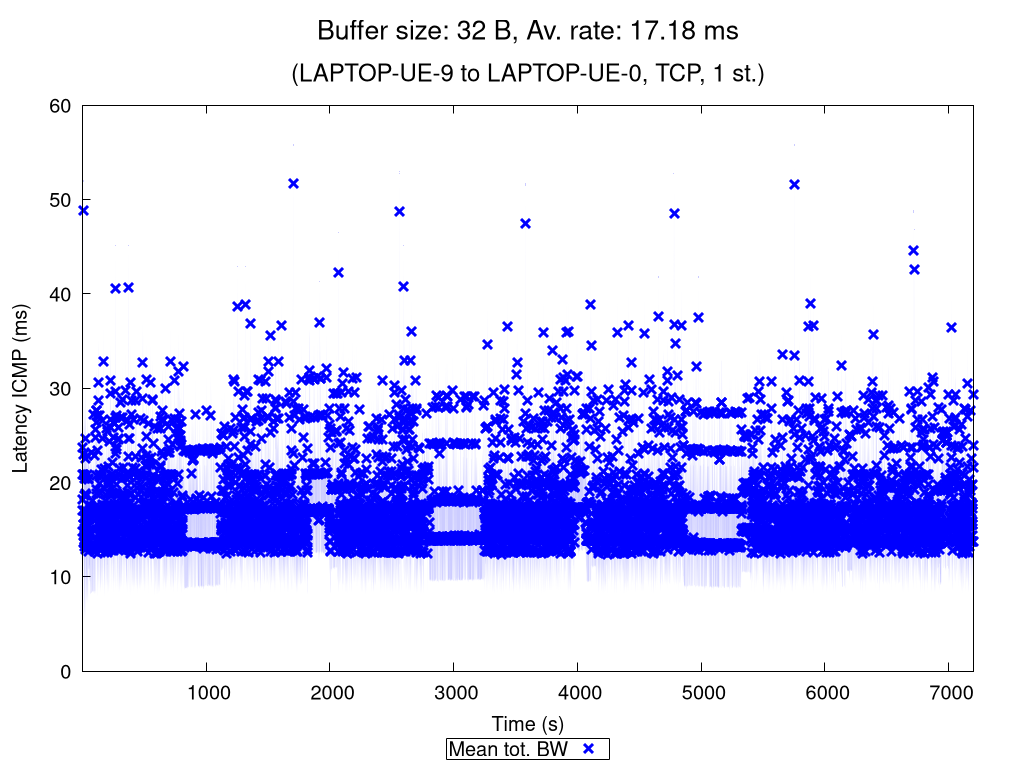 Buffer size: 32 B, Av. rate: 17.18 ms
(LAPTOP-UE-9 to LAPTOP-UE-0, TCP, 1 st.)
60
50
40
30
20
10
0
Latency ICMP (ms)
1000 2000 3000 4000 5000 6000 7000
Time (s)
Mean tot. BW